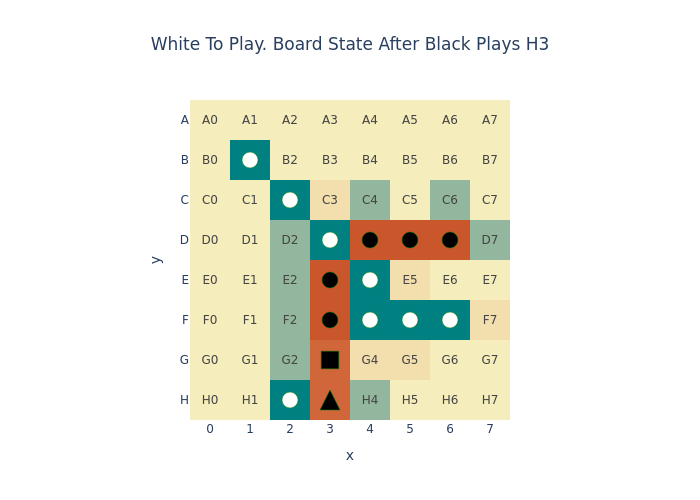 White To Play. Board State After Black Plays H3
A A0 A1 A2 A3 A4 A5 A6 A7
B B0 B2 B3 B4 B5 B6 B7
C C0 C1 C3 C4 C5 C6 C7
D D0 D1 D2 D7
y
E E0 E1 E2 E5 E6 E7
F F0 F1 F2 F7
G G0 G1 G2 G4 G5 G6 G7
H H0 H1 H4 H5 H6 H7
0 1 2 3 4 5 6 7
x